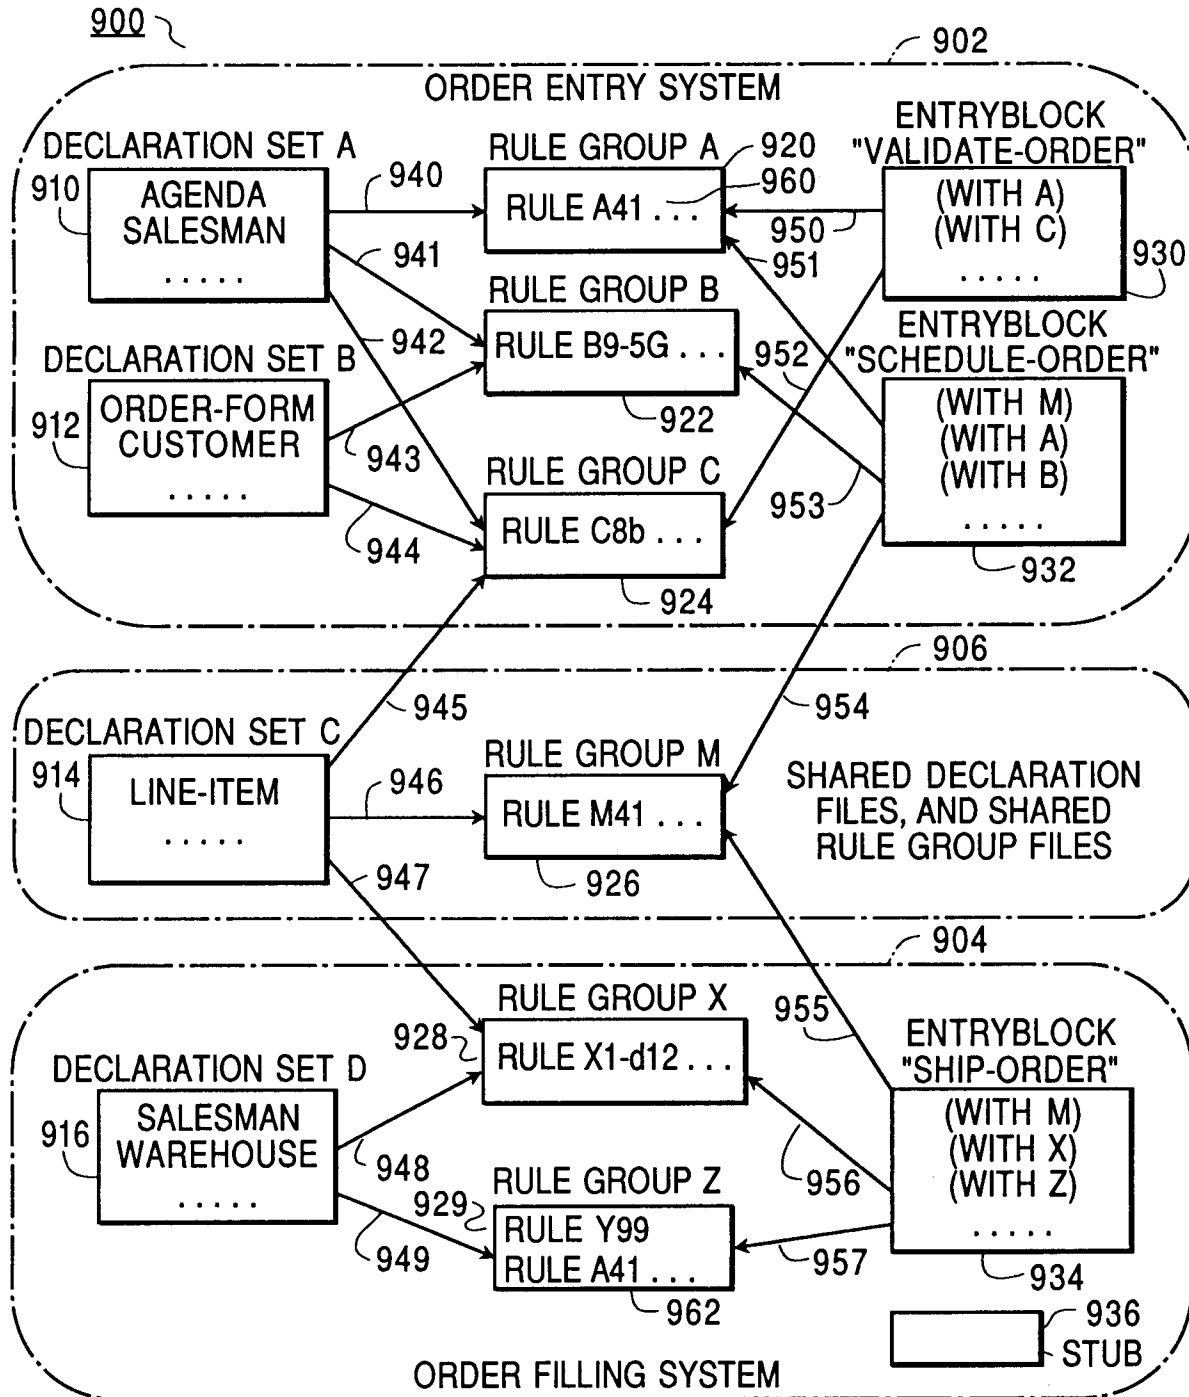 900
902
ORDER ENTRY SYSTEM
DECLARATION SET A
910
AGENDA
SALESMAN
. . . . .
940
941
942
RULE GROUP A
920
960
RULE A41 . . .
950
951
ENTRYBLOCK
"VALIDATE-ORDER"
(WITH A)
(WITH C)
. . . . .
930
DECLARATION SET B
912
ORDER-FORM
CUSTOMER
. . . . .
943
944
RULE GROUP B
RULE B9-5G . . .
922
952
953
ENTRYBLOCK
"SCHEDULE-ORDER"
(WITH M)
(WITH A)
(WITH B)
. . . . .
932
RULE GROUP C
RULE C8b . . .
924
906
945
954
DECLARATION SET C
914
LINE-ITEM
. . . . .
946
947
RULE GROUP M
RULE M41 . . .
926
SHARED DECLARATION
FILES, AND SHARED
RULE GROUP FILES
904
955
RULE GROUP X
928
RULE X1-d12 . . .
ENTRYBLOCK
"SHIP-ORDER"
(WITH M)
(WITH X)
(WITH Z)
. . . . .
934
DECLARATION SET D
916
SALESMAN
WAREHOUSE
. . . . .
948
949
956
957
RULE GROUP Z
929
RULE Y99
RULE A41 . . .
962
936
STUB
ORDER FILLING SYSTEM